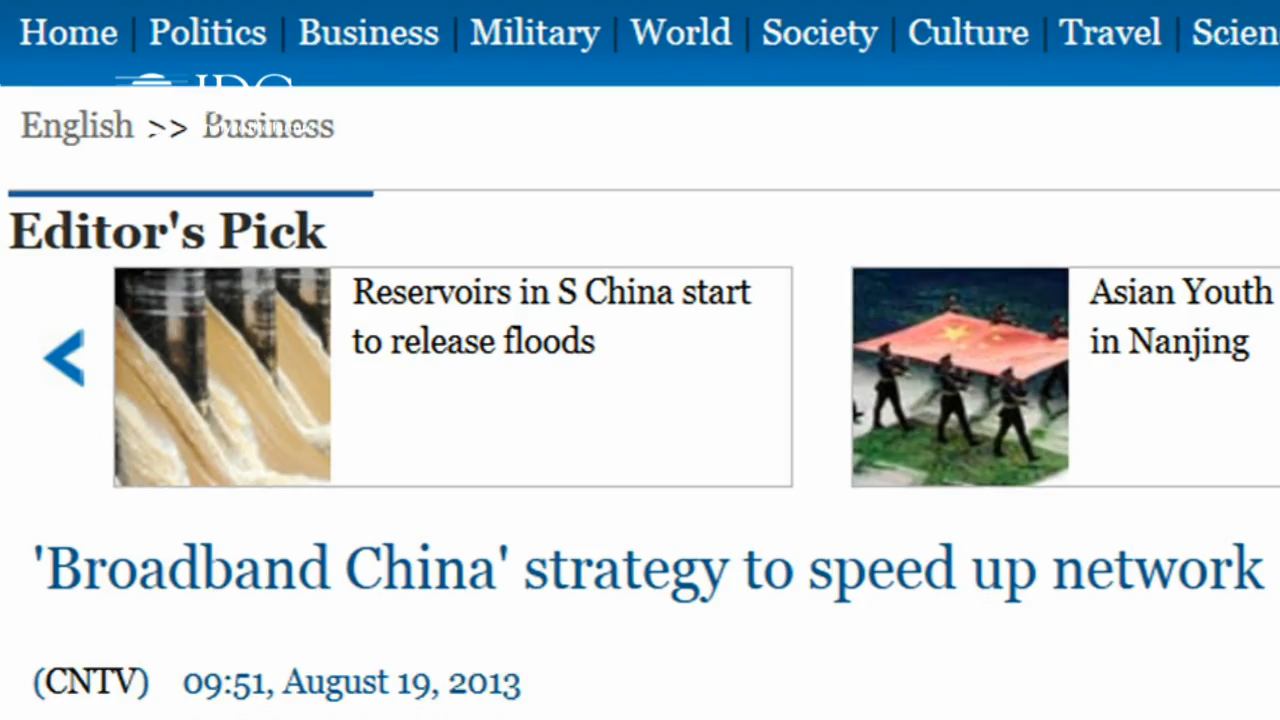 Home | Politics | Business | Military | World | Society | Culture | Travel | Scien
IDG
English >> Business
Editor's Pick
Reservoirs in S China start
to release floods
Asian Youth
in Nanjing
'Broadband China' strategy to speed up network
(CNTV) 09:51, August 19, 2013